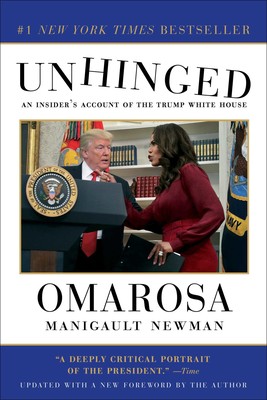 #1 NEW YORK TIMES BESTSELLER
UNHINGED
AN INSIDER'S ACCOUNT OF THE TRUMP WHITE HOUSE
OMAROSA
MANIGAULT NEWMAN
"A DEEPLY CRITICAL PORTRAIT
OF THE PRESIDENT." —Time
UPDATED WITH A NEW FOREWORD BY THE AUTHOR